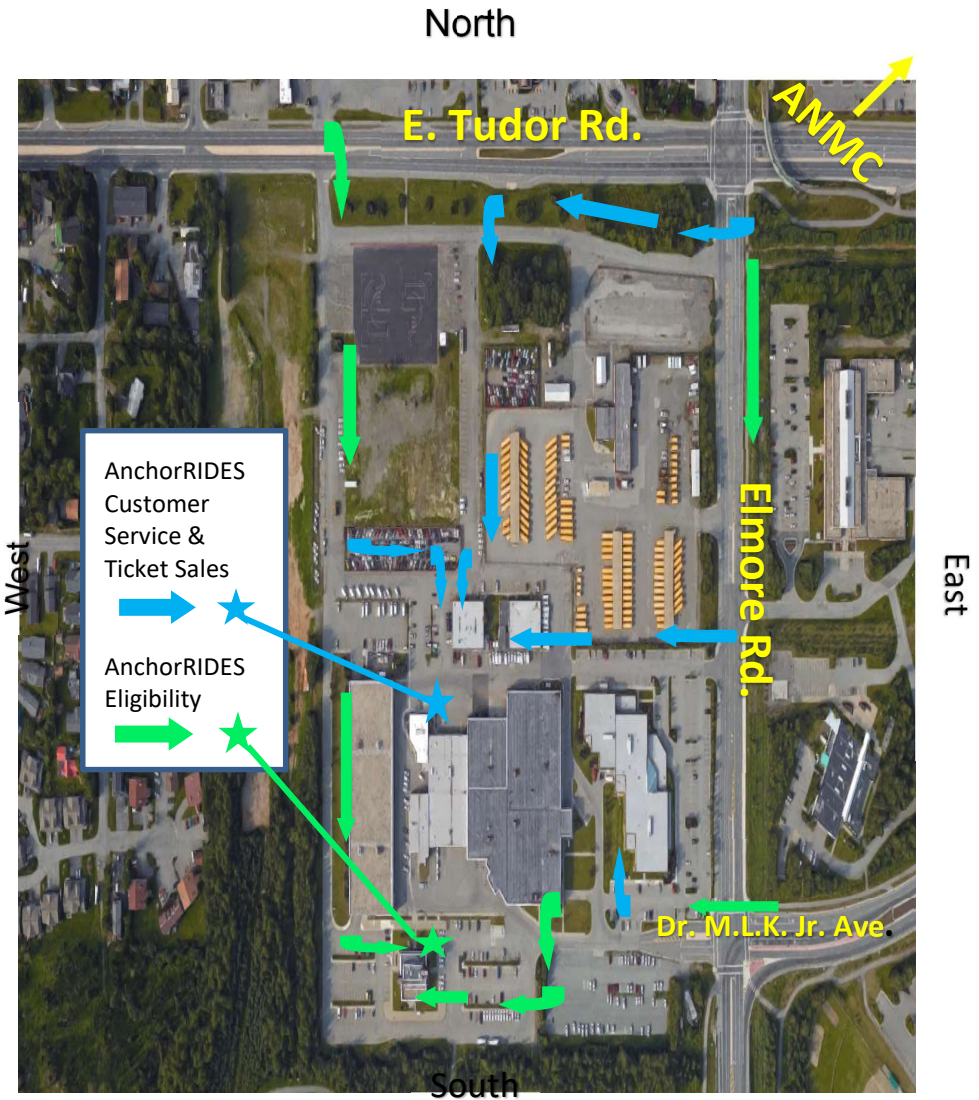 North
ANMC
E. Tudor Rd.
AnchorRIDES
Customer
Service &
Ticket Sales
AnchorRIDES
Eligibility
West
East
Elmore Rd.
Dr. M.L.K. Jr. Ave.
South